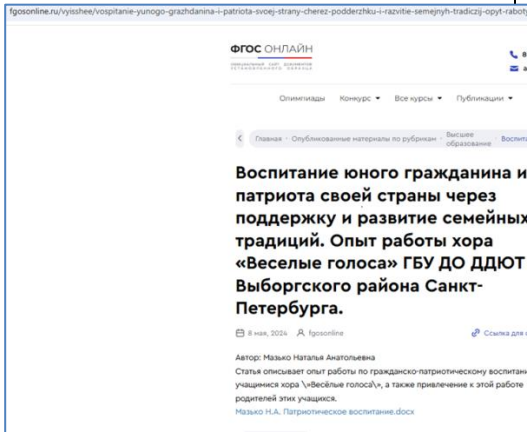 fgosonline.ru/vyisshee/vospitanie-yunogo-grazhdanina-i-patriota-svoej-strany-cherez-podderzhku-i-razvitie-semejnyh-tradiczij-opyt-raboty
ФГОС ОНЛАЙН
8
Олимпиады Конкурс Все курсы Публикации
Главная - Опубликованные материалы по рубрикам - Высшее образование Воспита
Воспитание юного гражданина и
патриота своей страны через
поддержку и развитие семейных
традиций. Опыт работы хора
«Веселые голоса» ГБУ ДО ДДЮТ
Выборгского района Санкт-
Петербурга.
8 мая, 2024 fgosonline Ссылка для
Автор: Мазько Наталья Анатольевна
Статья описывает опыт работы по гражданско-патриотическому воспитани
учащимися хора \»Весёлые голоса\», а также привлечение к этой работе
родителей этих учащихся.
Мазько Н.А. Патриотическое воспитание.docx